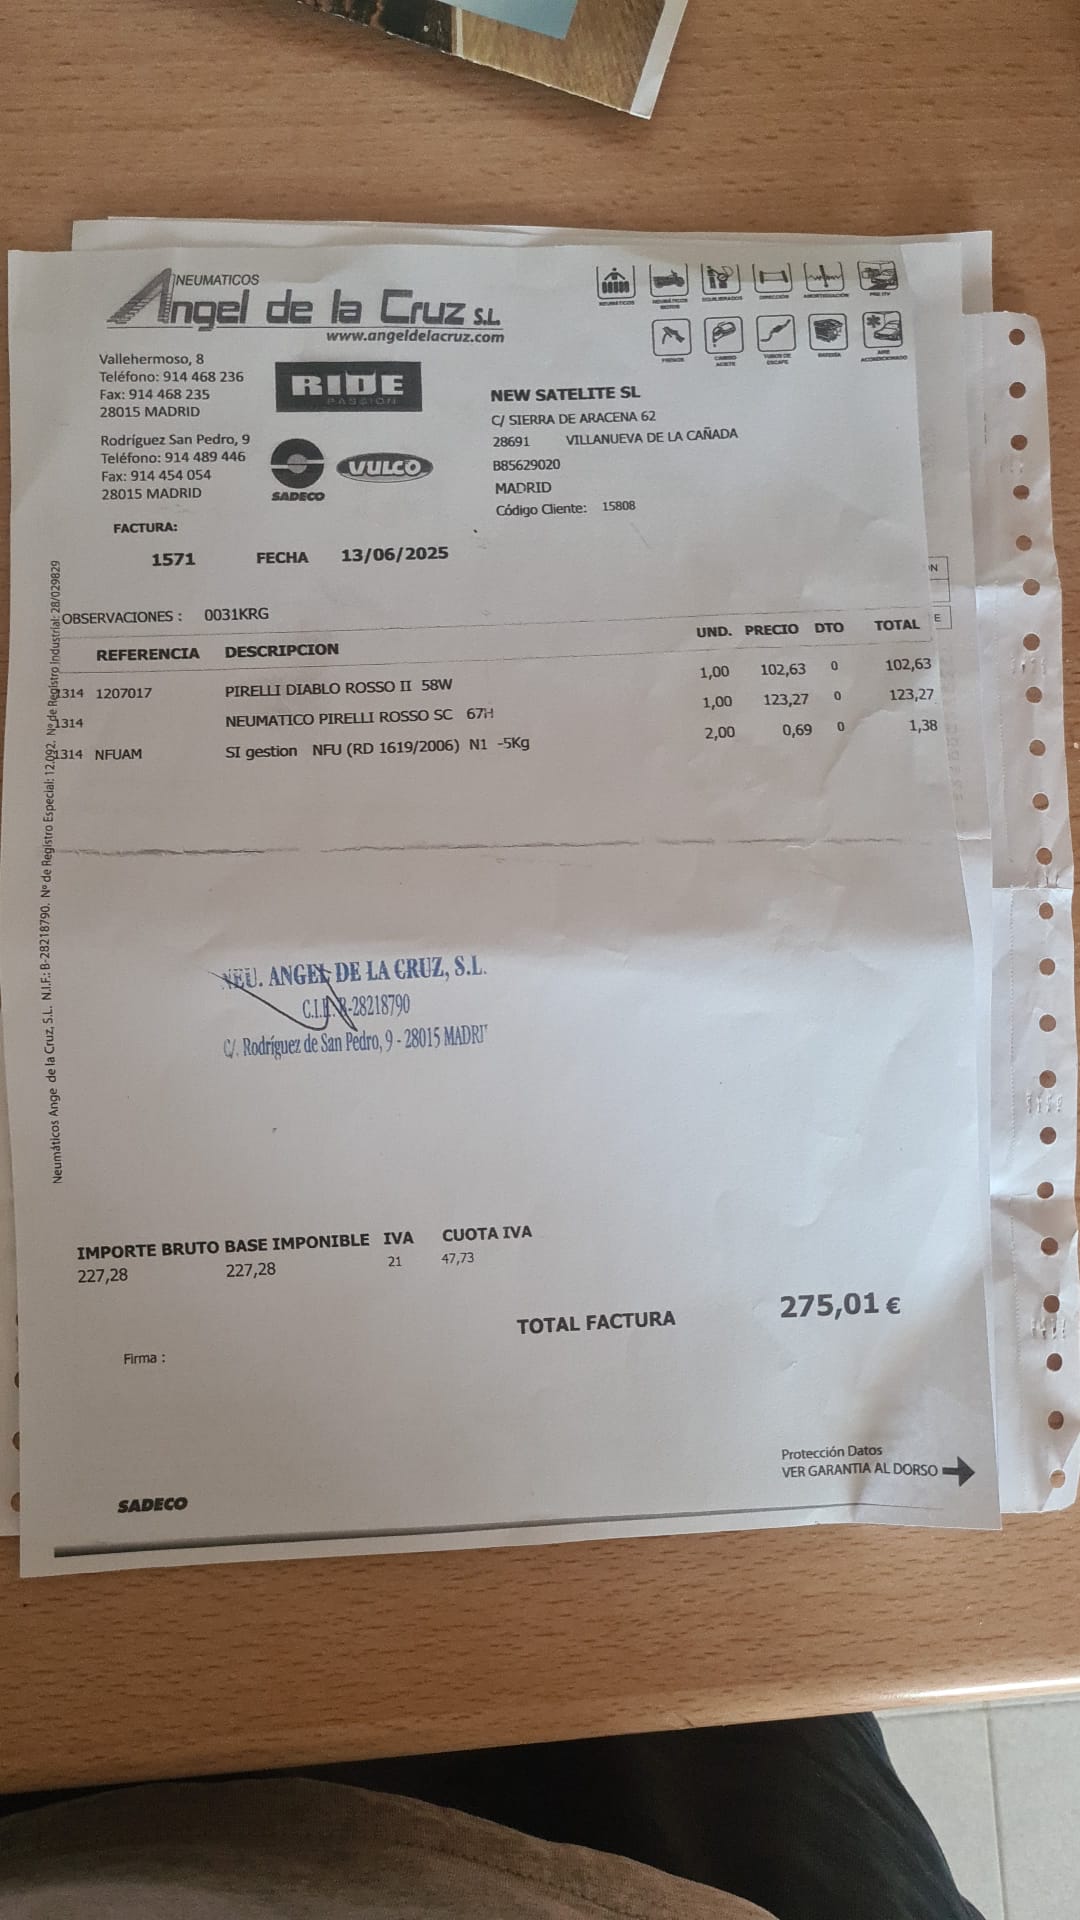 NEUMATICOS
Angel de la Cruz S.L.
www.angeldelacruz.com
Vallehermoso, 8
Teléfono: 914 468 236
Fax: 914 468 235
28015 MADRID
RIDE
PASSION
Rodríguez San Pedro, 9
Teléfono: 914 489 446
Fax: 914 454 054
28015 MADRID
SADECO
VULCO
NEUMÁTICOS
NEUMÁTICOS MOTOS
EQUILIBRADOS
DIRECCIÓN
AMORTIGUACIÓN
PRE ITV
FRENOS
CAMBIO ACEITE
TUBOS DE ESCAPE
BATERÍA
AIRE ACONDICIONADO
NEW SATELITE SL
C/ SIERRA DE ARACENA 62
28691 VILLANUEVA DE LA CAÑADA
B85629020
MADRID
Código Cliente: 15808
FACTURA:
1571 FECHA 13/06/2025
OBSERVACIONES : 0031KRG
REFERENCIA DESCRIPCION UND. PRECIO DTO TOTAL
1314 1207017 PIRELLI DIABLO ROSSO II 58W 1,00 102,63 0 102,63
1314 NEUMATICO PIRELLI ROSSO SC 67H 1,00 123,27 0 123,27
1314 NFUAM SI gestion NFU (RD 1619/2006) N1 -5Kg 2,00 0,69 0 1,38
Neumáticos Ange de la Cruz, S.L. N.I.F.: B-28218790. Nº de Registro Especial: 12.092. Nº de Registro Industrial: 28/029829
NEU. ANGEL DE LA CRUZ, S.L.
C.I.F. B-28218790
C/. Rodríguez de San Pedro, 9 - 28015 MADRI
IMPORTE BRUTO BASE IMPONIBLE IVA CUOTA IVA
227,28 227,28 21 47,73
TOTAL FACTURA 275,01 €
Firma :
Protección Datos
VER GARANTIA AL DORSO
SADECO